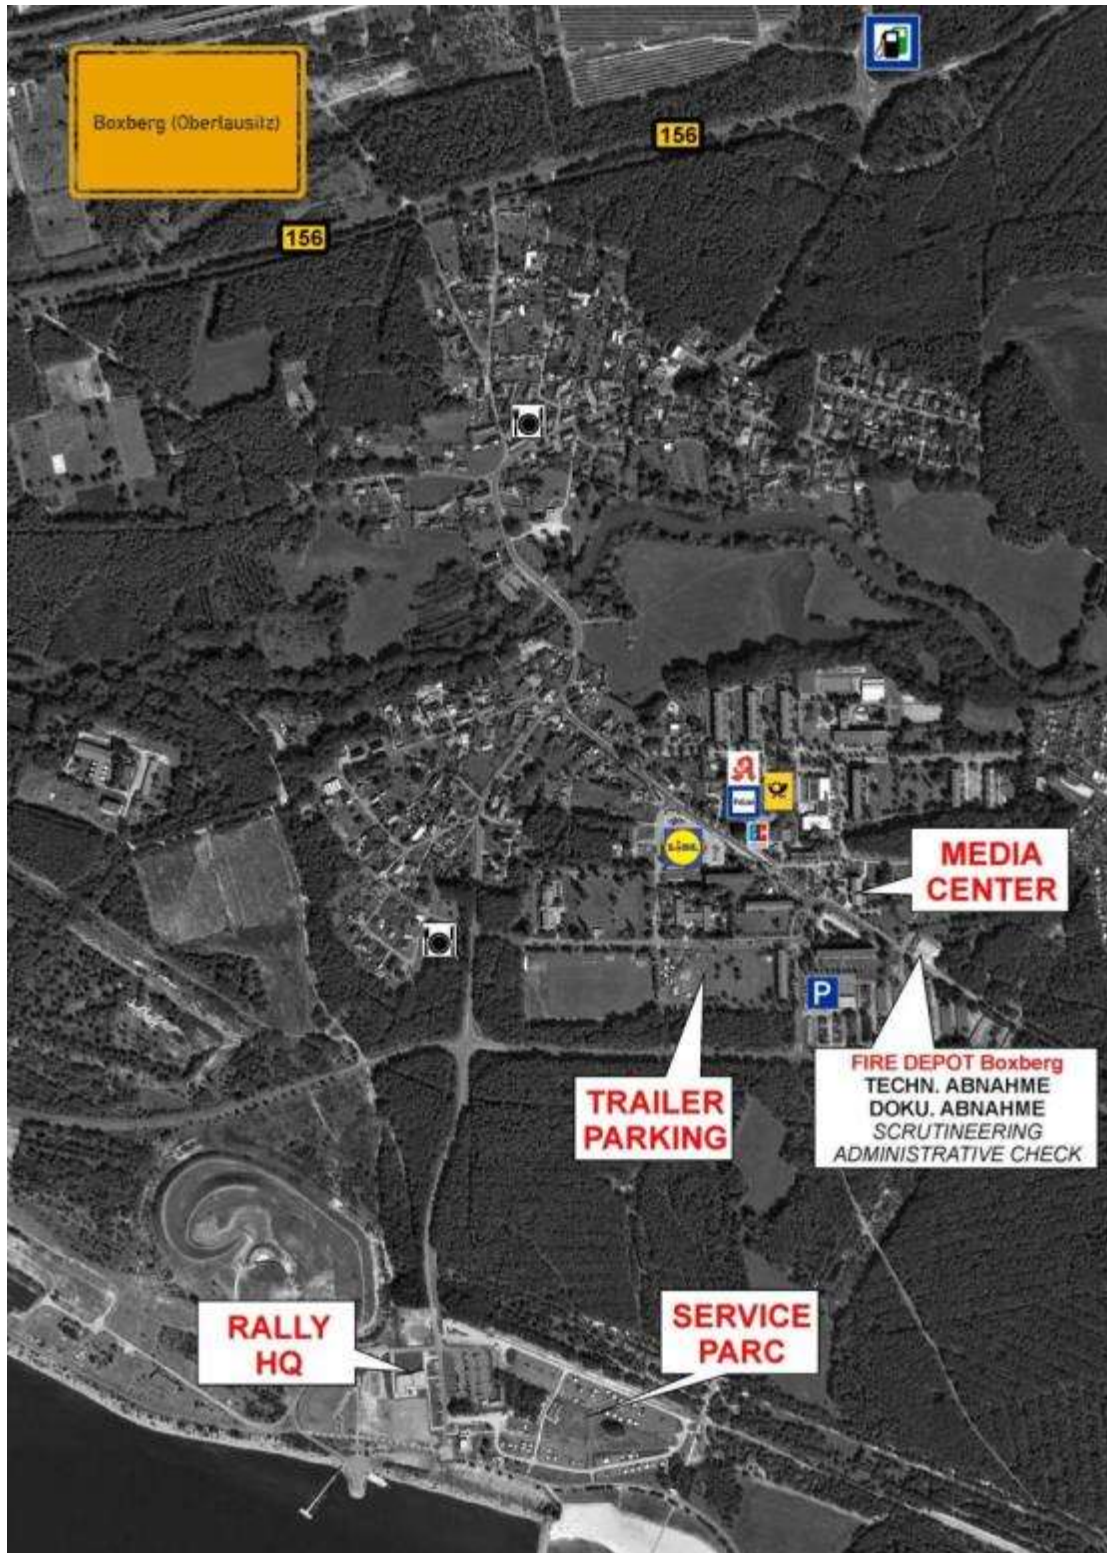 Boxberg (Oberlausitz)
156
156
LIDL
MEDIA
CENTER
P
TRAILER
PARKING
FIRE DEPOT Boxberg
TECHN. ABNAHME
DOKU. ABNAHME
SCRUTINEERING
ADMINISTRATIVE CHECK
RALLY
HQ
SERVICE
PARC